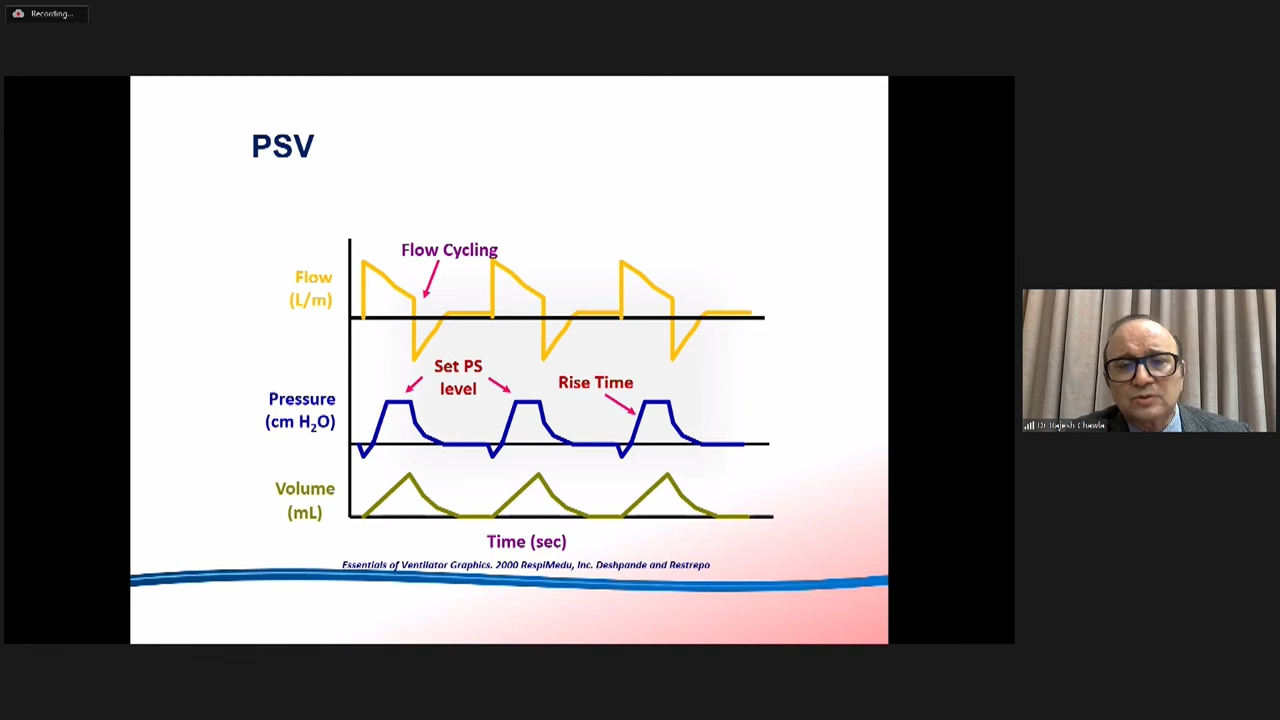 Recording...
PSV
Flow Cycling
Flow
(L/m)
Set PS
level
Rise Time
Pressure
(cm H2O)
Volume
(mL)
Time (sec)
Essentials of Ventilator Graphics. 2000 RespiMedu, Inc. Deshpande and Restrepo
Dr Rajesh Chawla